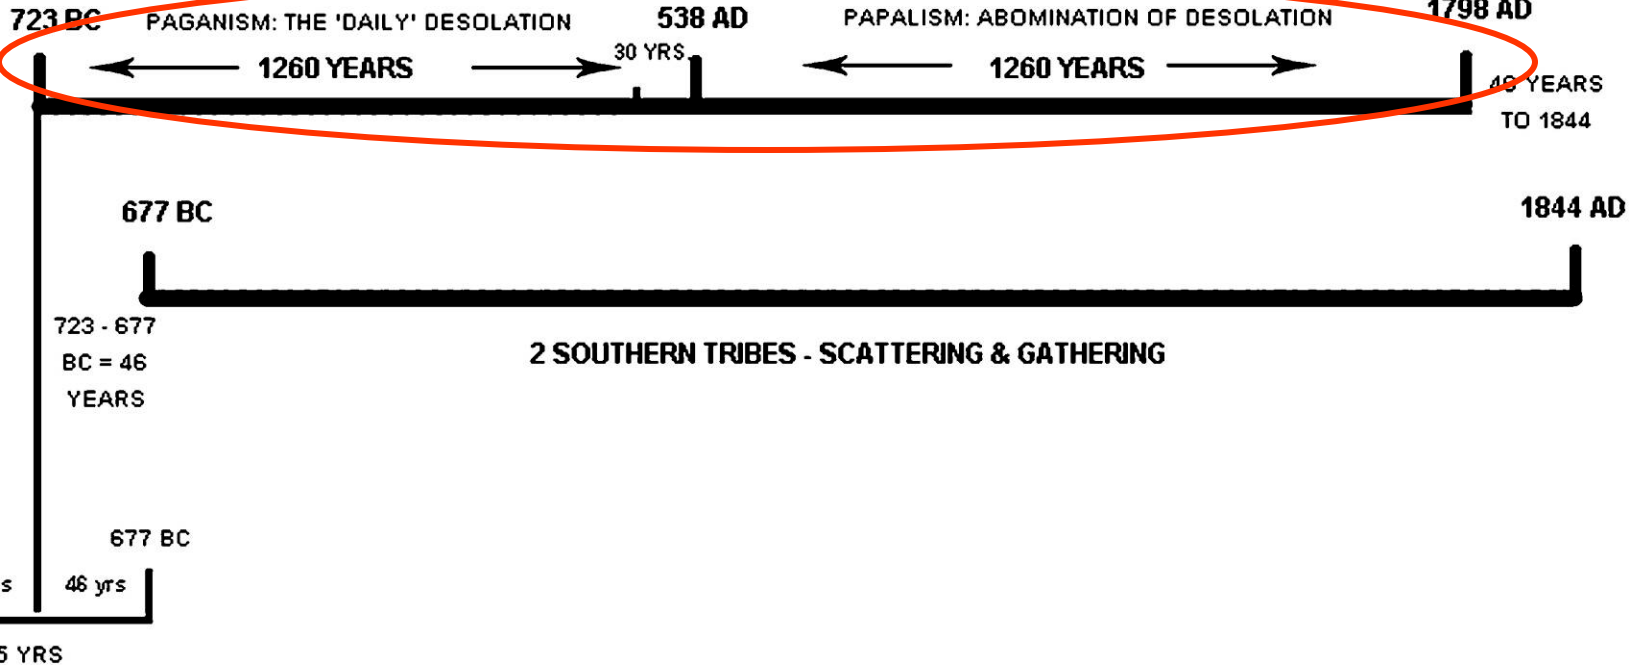 723 BC PAGANISM: THE 'DAILY' DESOLATION 538 AD PAPALISM: ABOMINATION OF DESOLATION 1798 AD
1260 YEARS 30 YRS 1260 YEARS
46 YEARS
TO 1844
677 BC 1844 AD
723 - 677
BC = 46
YEARS
2 SOUTHERN TRIBES - SCATTERING & GATHERING
677 BC
s 46 yrs
5 YRS